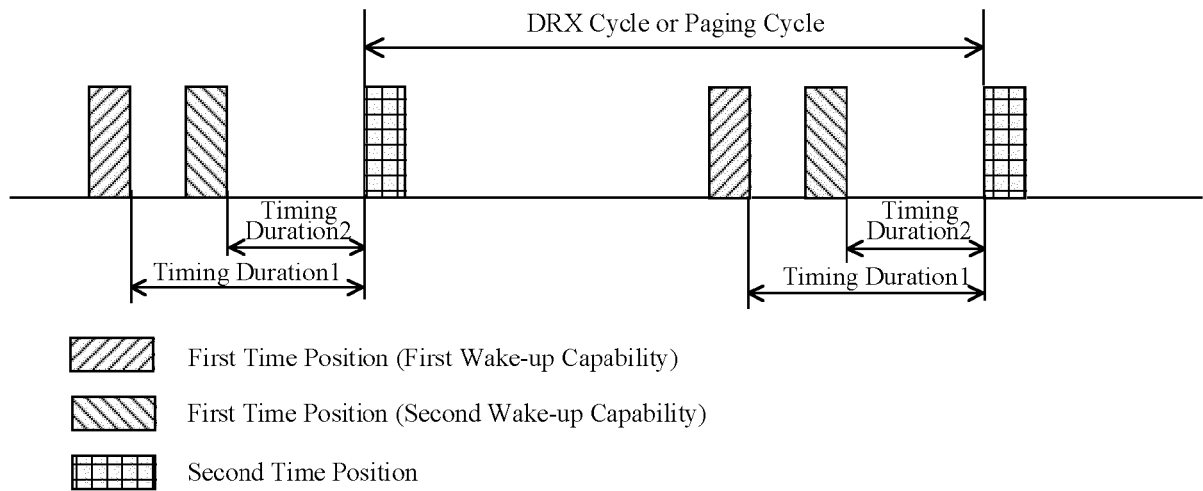 DRX Cycle or Paging Cycle
Timing
Duration2
Timing Duration1
Timing
Duration2
Timing Duration1
First Time Position (First Wake-up Capability)
First Time Position (Second Wake-up Capability)
Second Time Position